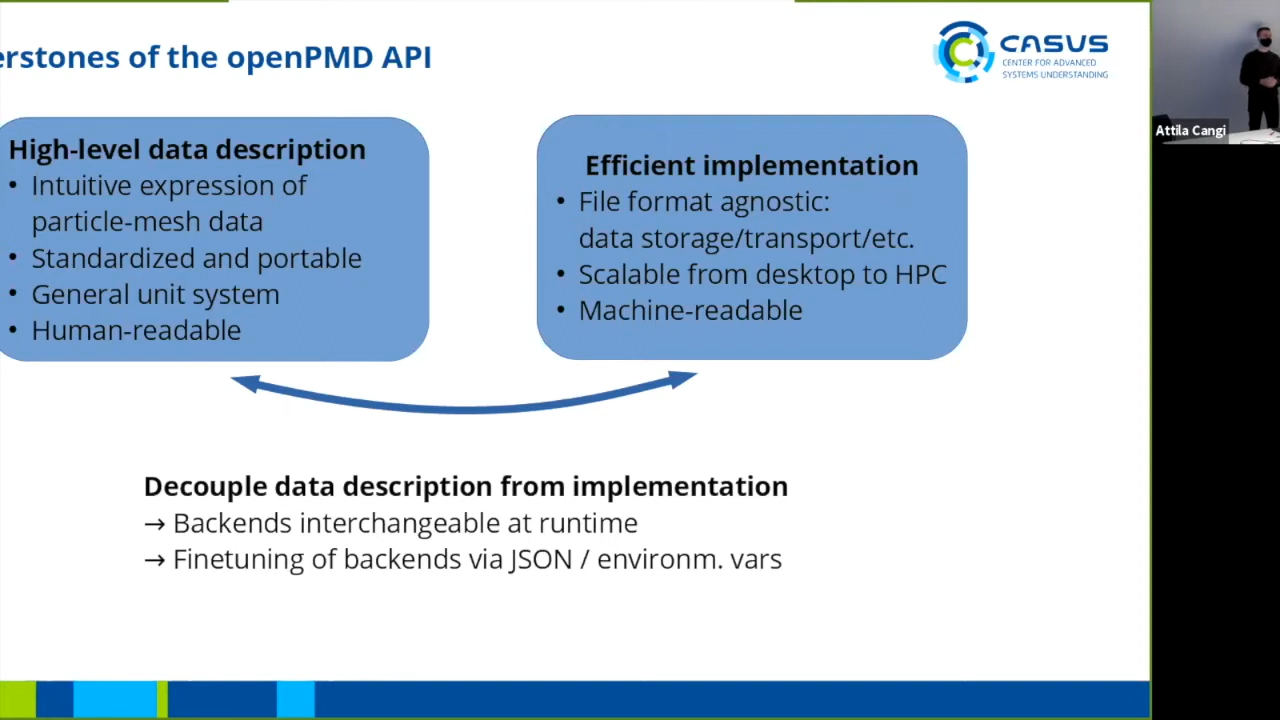 erstones of the openPMD API
CASUS
CENTER FOR ADVANCED
SYSTEMS UNDERSTANDING
Attila Cangi
High-level data description
• Intuitive expression of
particle-mesh data
• Standardized and portable
• General unit system
• Human-readable
Efficient implementation
• File format agnostic:
data storage/transport/etc.
• Scalable from desktop to HPC
• Machine-readable
Decouple data description from implementation
→ Backends interchangeable at runtime
→ Finetuning of backends via JSON / environm. vars